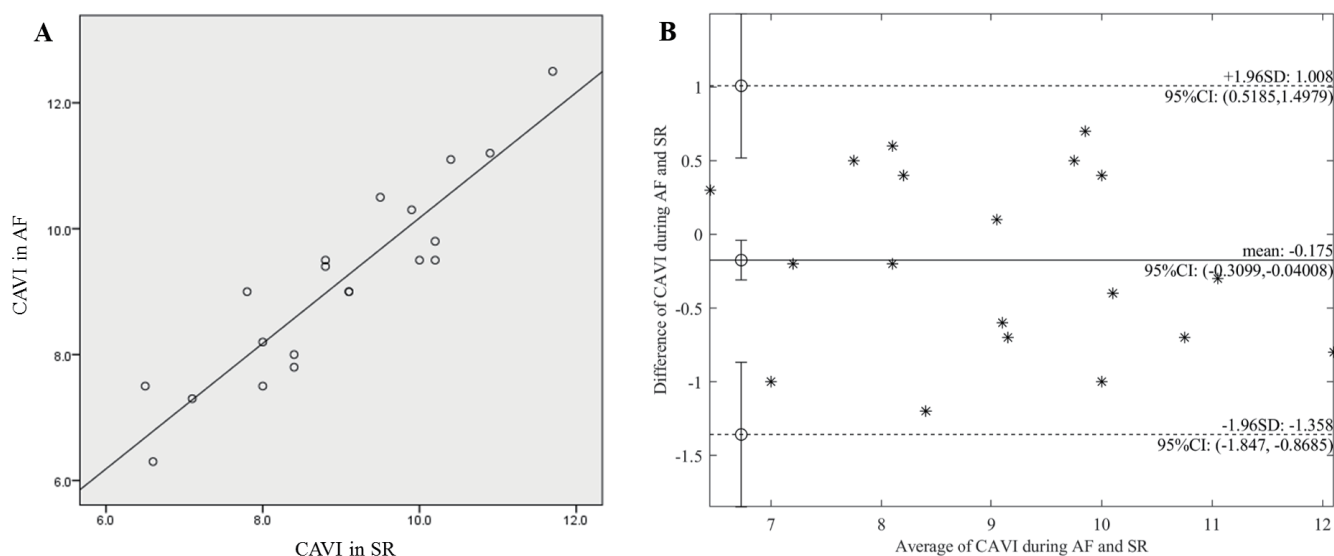 A
CAVI in AF
12.0
10.0
8.0
6.0
6.0 8.0 10.0 12.0
CAVI in SR
B
Difference of CAVI during AF and SR
1
0.5
0
-0.5
-1
-1.5
+1.96SD: 1.008
95%CI: (0.5185,1.4979)
mean: -0.175
95%CI: (-0.3099,-0.04008)
-1.96SD: -1.358
95%CI: (-1.847, -0.8685)
7 8 9 10 11 12
Average of CAVI during AF and SR